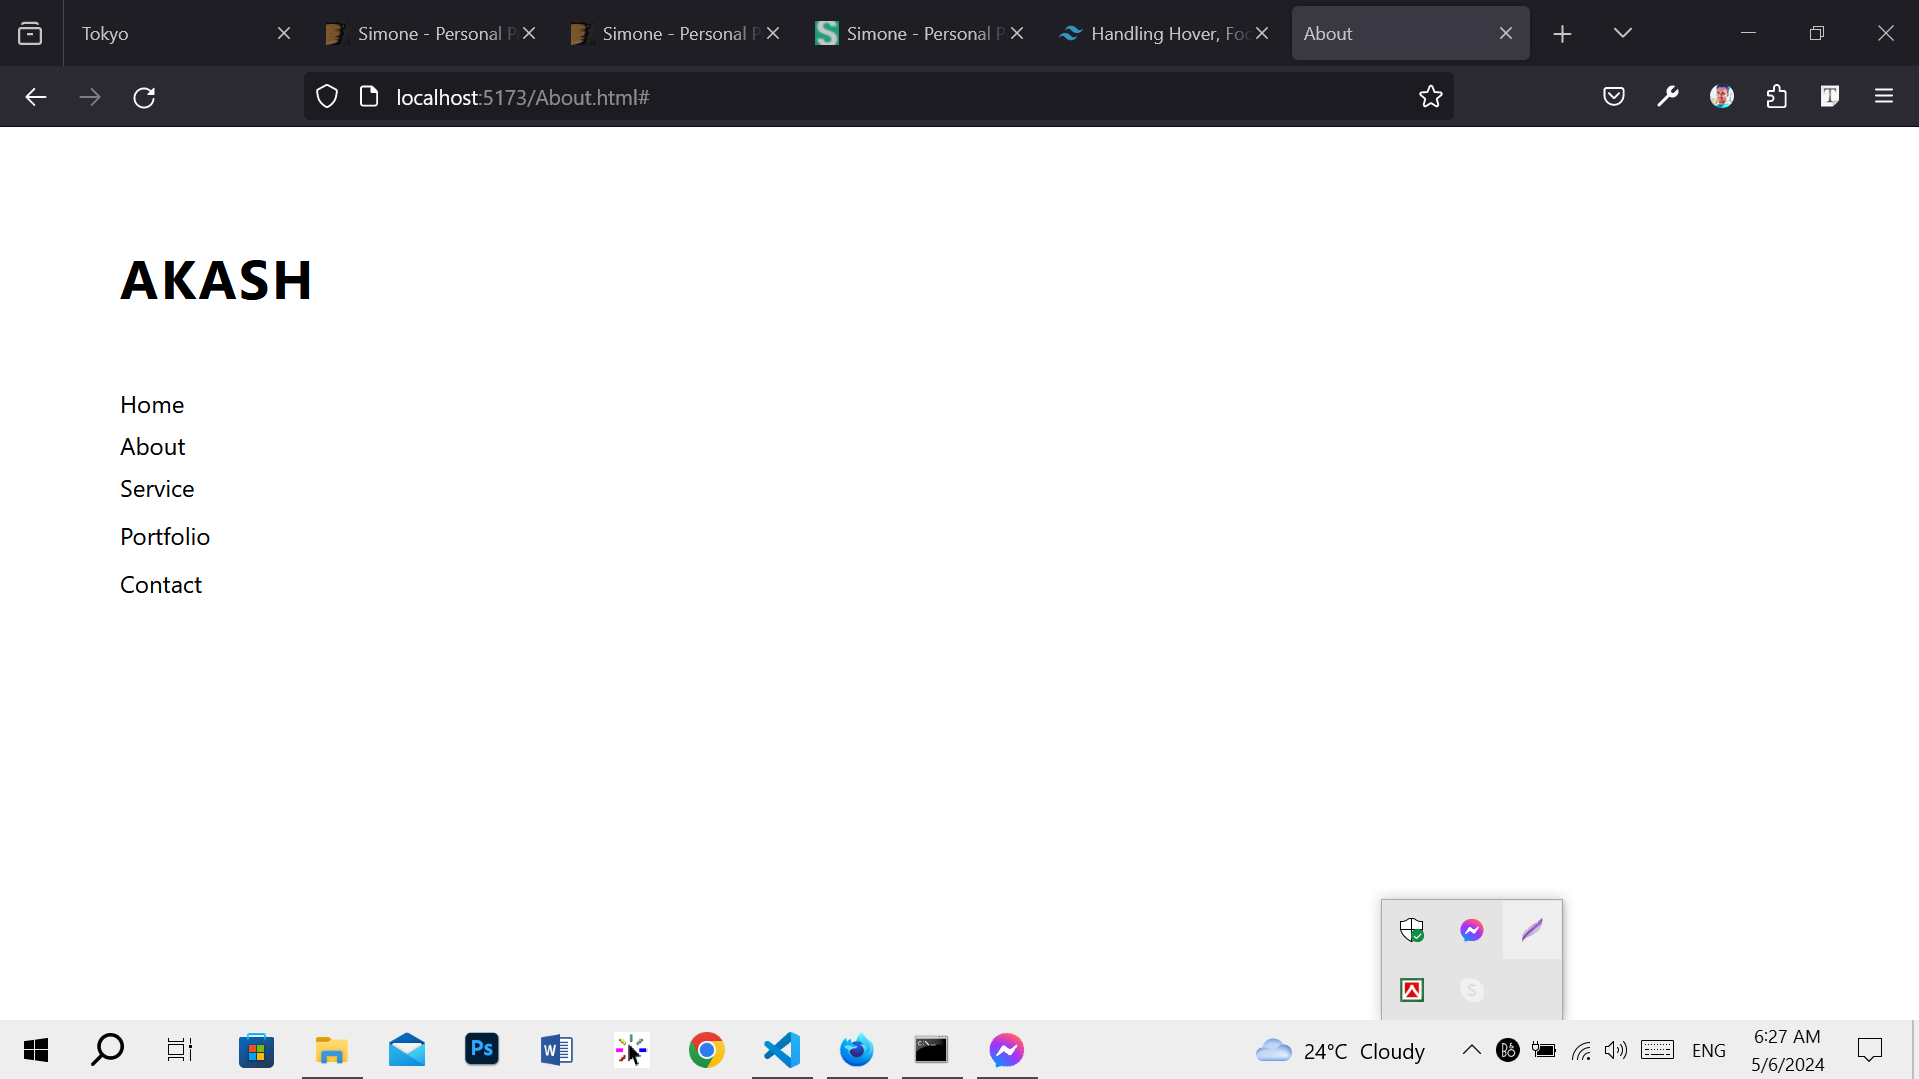 Tokyo
Simone - Personal P
Simone - Personal P
Simone - Personal P
Handling Hover, Foc
About
localhost:5173/About.html#
AKASH
Home
About
Service
Portfolio
Contact
Ps
24°C Cloudy
ENG
6:27 AM
5/6/2024